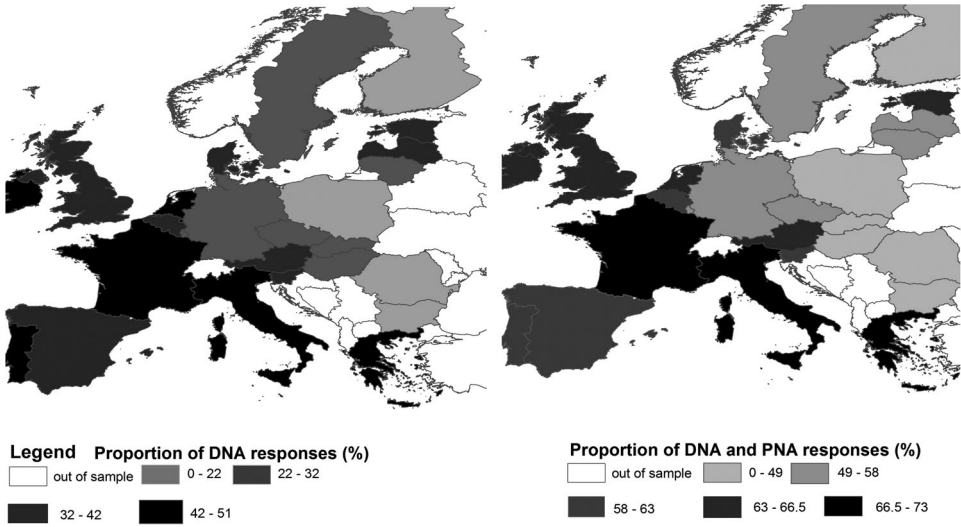 Legend Proportion of DNA responses (%)
out of sample 0 - 22 22 - 32
32 - 42 42 - 51
Proportion of DNA and PNA responses (%)
out of sample 0 - 49 49 - 58
58 - 63 63 - 66.5 66.5 - 73